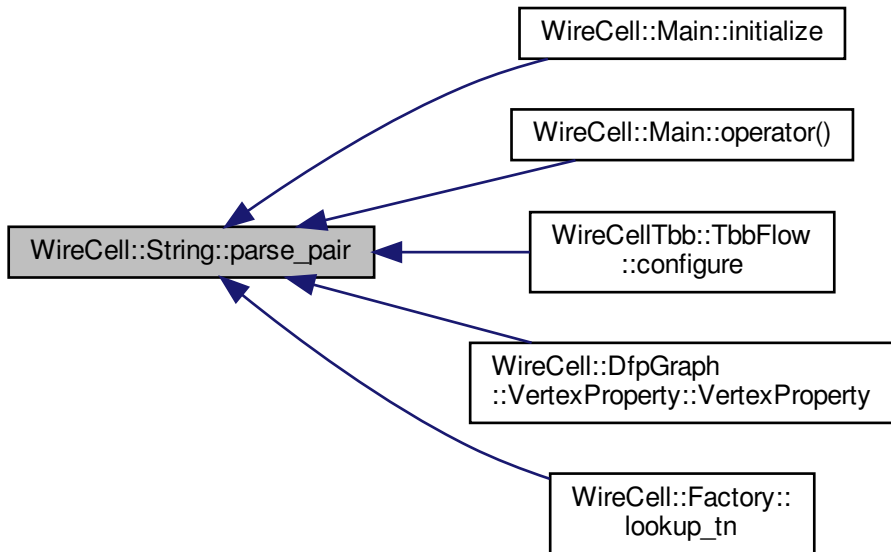 WireCell::Main::initialize
WireCell::Main::operator()
WireCell::String::parse_pair
WireCellTbb::TbbFlow
::configure
WireCell::DfpGraph
::VertexProperty::VertexProperty
WireCell::Factory::
lookup_tn